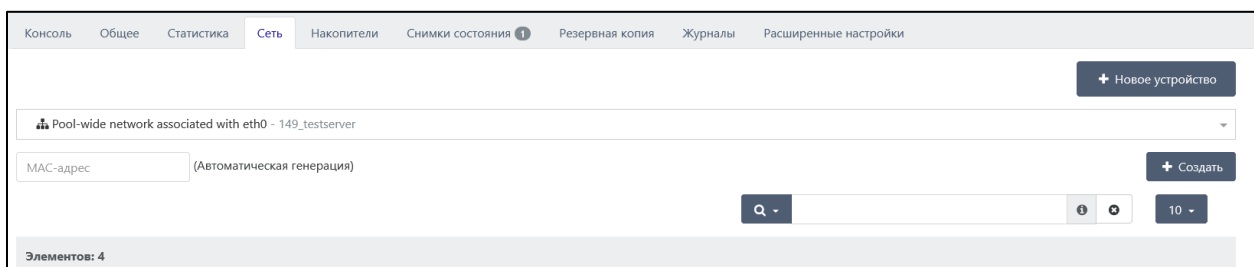 Консоль Общее Статистика Сеть Накопители Снимки состояния 1 Резервная копия Журналы Расширенные настройки
+ Новое устройство
Pool-wide network associated with eth0 - 149_testserver
MAC-адрес (Автоматическая генерация) + Создать
10
Элементов: 4